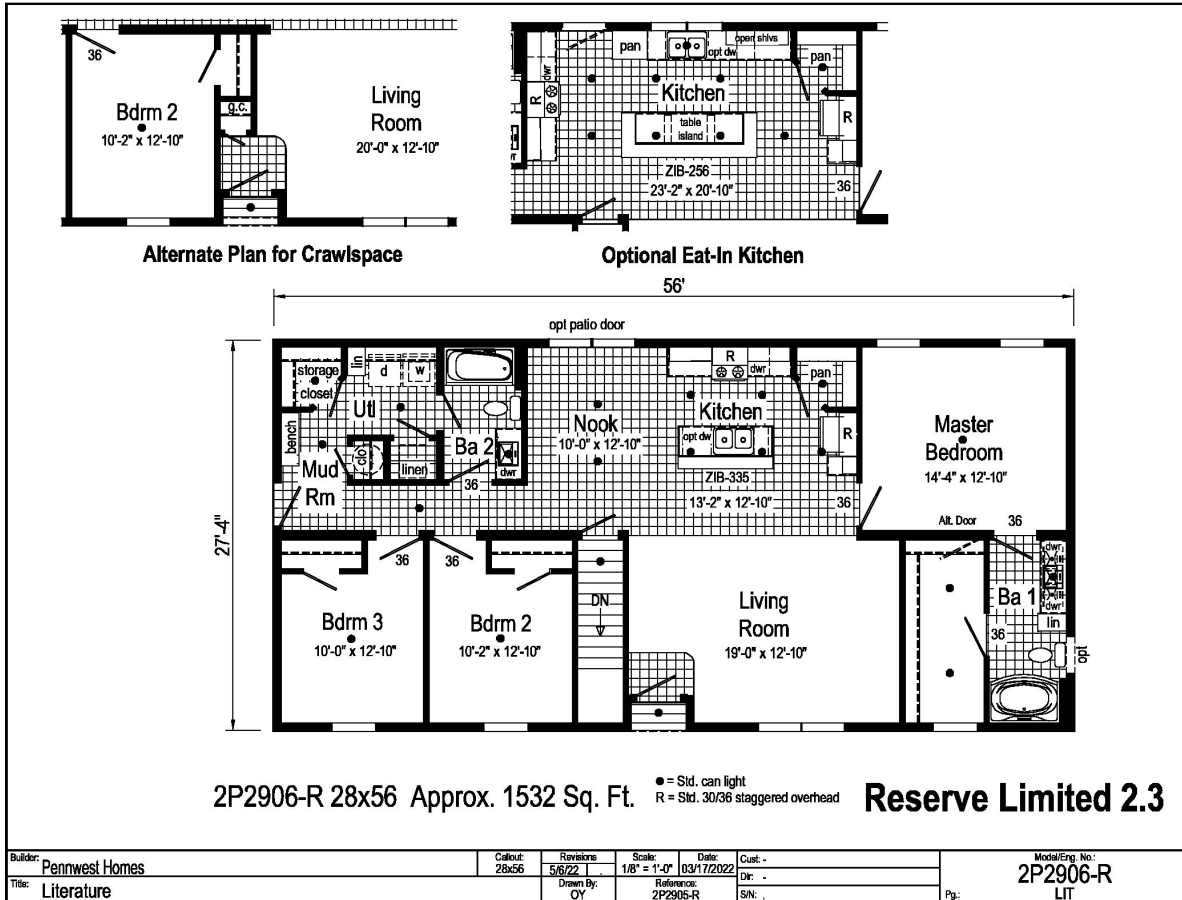 36
Bdrm 2
10'-2" x 12'-10"
g.c.
Living
Room
20'-0" x 12'-10"
Alternate Plan for Crawlspace
pan
opt dw
open shlvs
pan
dwr
R
Kitchen
R
table
island
dwr
ZIB-256
23'-2" x 20'-10"
36
Optional Eat-In Kitchen
56'
opt patio door
27'-4"
storage
closet
lin
d
w
Utl
bench
Mud
Rm
clo
linen
Ba 2
dwr
36
Nook
10'-0" x 12'-10"
R
dwr
Kitchen
opt dw
ZIB-335
13'-2" x 12'-10"
pan
R
36
Master
Bedroom
14'-4" x 12'-10"
Alt. Door
36
36
Bdrm 3
10'-0" x 12'-10"
36
Bdrm 2
10'-2" x 12'-10"
DN
Living
Room
19'-0" x 12'-10"
dwr
dwr
Ba 1
lin
36
opt
2P2906-R 28x56 Approx. 1532 Sq. Ft.
● = Std. can light
R = Std. 30/36 staggered overhead
Reserve Limited 2.3
Builder: Pennwest Homes
Title: Literature
Callout:
28x56
Revisions
5/6/22 .
Drawn By:
OY
Scale:
1/8" = 1'-0"
Date:
03/17/2022
Reference:
2P2905-R
Cust: -
Dir: -
S/N: .
Model/Eng. No.:
2P2906-R
Pg.: LIT